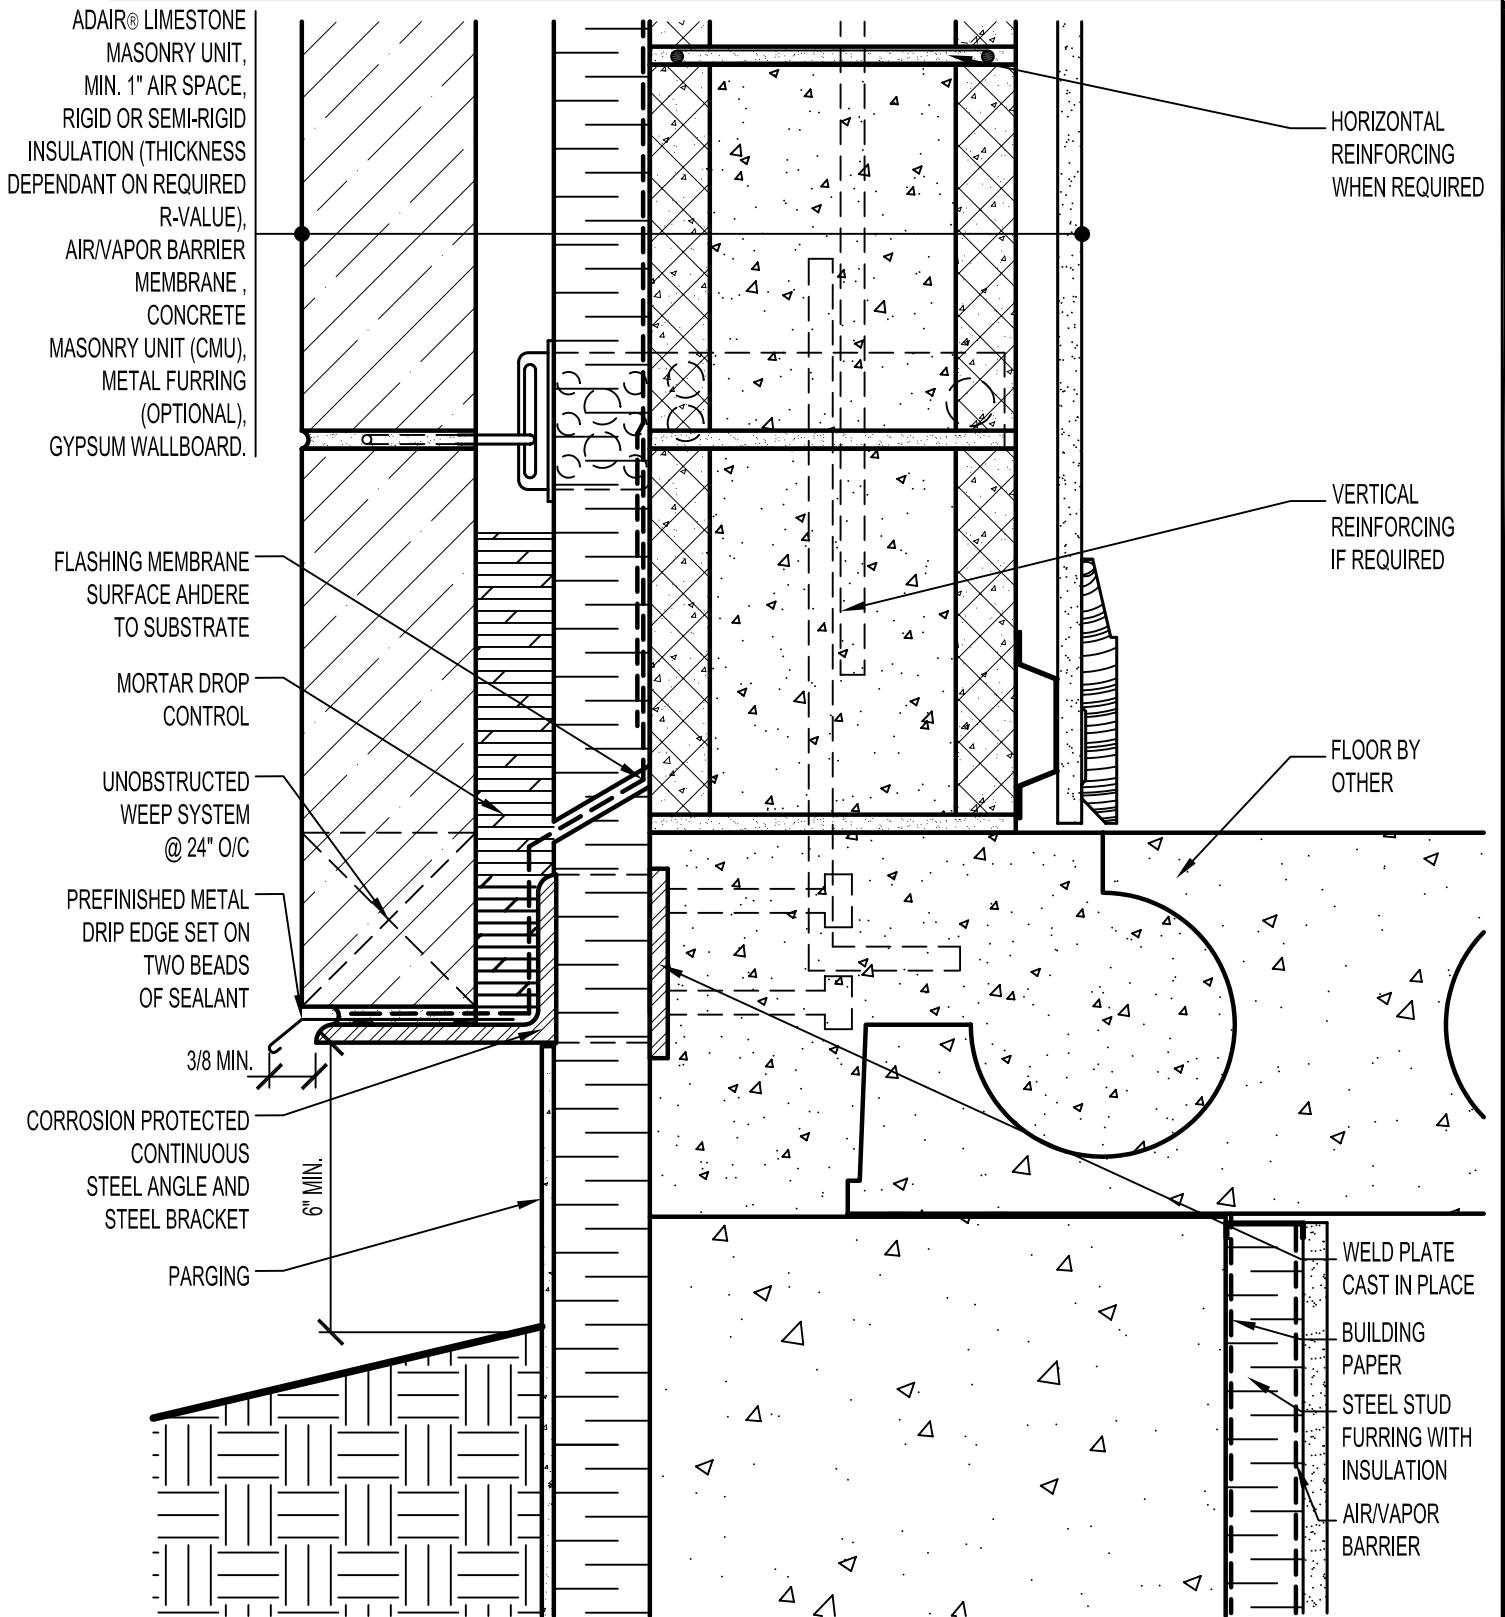 ADAIR® LIMESTONE
MASONRY UNIT,
MIN. 1" AIR SPACE,
RIGID OR SEMI-RIGID
INSULATION (THICKNESS
DEPENDANT ON REQUIRED
R-VALUE),
AIR/VAPOR BARRIER
MEMBRANE ,
CONCRETE
MASONRY UNIT (CMU),
METAL FURRING
(OPTIONAL),
GYPSUM WALLBOARD.
FLASHING MEMBRANE
SURFACE AHDERE
TO SUBSTRATE
MORTAR DROP
CONTROL
UNOBSTRUCTED
WEEP SYSTEM
@ 24" O/C
PREFINISHED METAL
DRIP EDGE SET ON
TWO BEADS
OF SEALANT
3/8 MIN.
CORROSION PROTECTED
CONTINUOUS
STEEL ANGLE AND
STEEL BRACKET
6" MIN.
PARGING
HORIZONTAL
REINFORCING
WHEN REQUIRED
VERTICAL
REINFORCING
IF REQUIRED
FLOOR BY
OTHER
WELD PLATE
CAST IN PLACE
BUILDING
PAPER
STEEL STUD
FURRING WITH
INSULATION
AIR/VAPOR
BARRIER